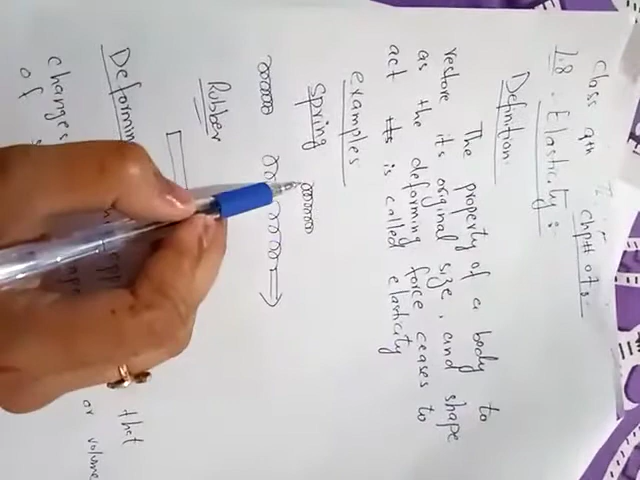 Class 9th
Chp# 07
7.8. Elasticity:
Definition.
The property of a body to
restore its original size, and shape
as the deforming force ceases to
act is called elasticity
examples
Spring
Rubber
Deforming
that
changes
or volume
of